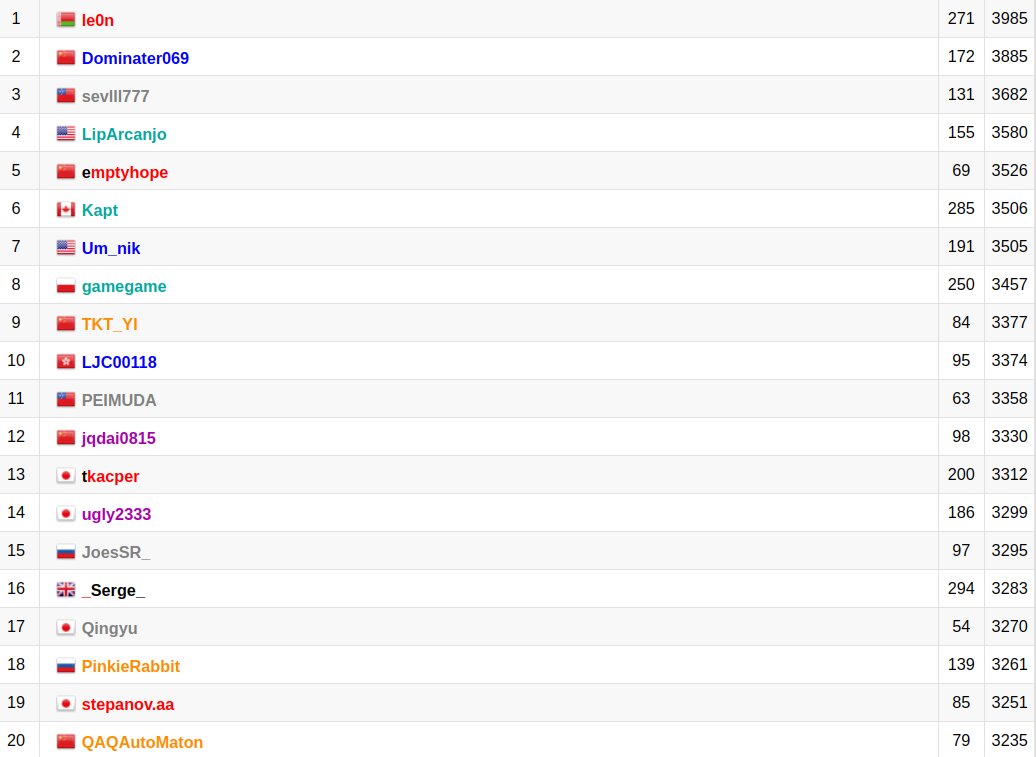 1 le0n 271 3985
2 Dominater069 172 3885
3 sevlll777 131 3682
4 LipArcanjo 155 3580
5 emptyhope 69 3526
6 Kapt 285 3506
7 Um_nik 191 3505
8 gamegame 250 3457
9 TKT_YI 84 3377
10 LJC00118 95 3374
11 PEIMUDA 63 3358
12 jqdai0815 98 3330
13 tkacper 200 3312
14 ugly2333 186 3299
15 JoesSR_ 97 3295
16 _Serge_ 294 3283
17 Qingyu 54 3270
18 PinkieRabbit 139 3261
19 stepanov.aa 85 3251
20 QAQAutoMaton 79 3235